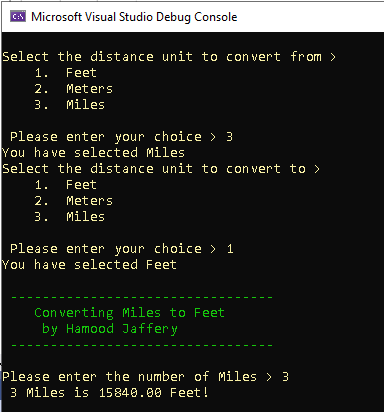 Microsoft Visual Studio Debug Console
Select the distance unit to convert from >
1. Feet
2. Meters
3. Miles
Please enter your choice > 3
You have selected Miles
Select the distance unit to convert to >
1. Feet
2. Meters
3. Miles
Please enter your choice > 1
You have selected Feet
---------------------------------
Converting Miles to Feet
by Hamood Jaffery
---------------------------------
Please enter the number of Miles > 3
3 Miles is 15840.00 Feet!